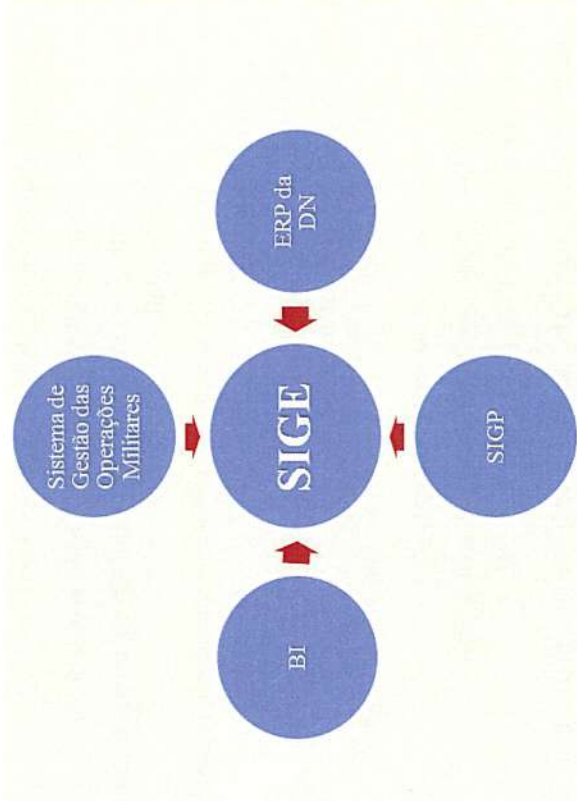 BI
SIGP
SIGE
Sistema de
Gestão das
Operações
Militares
ERP da
DN